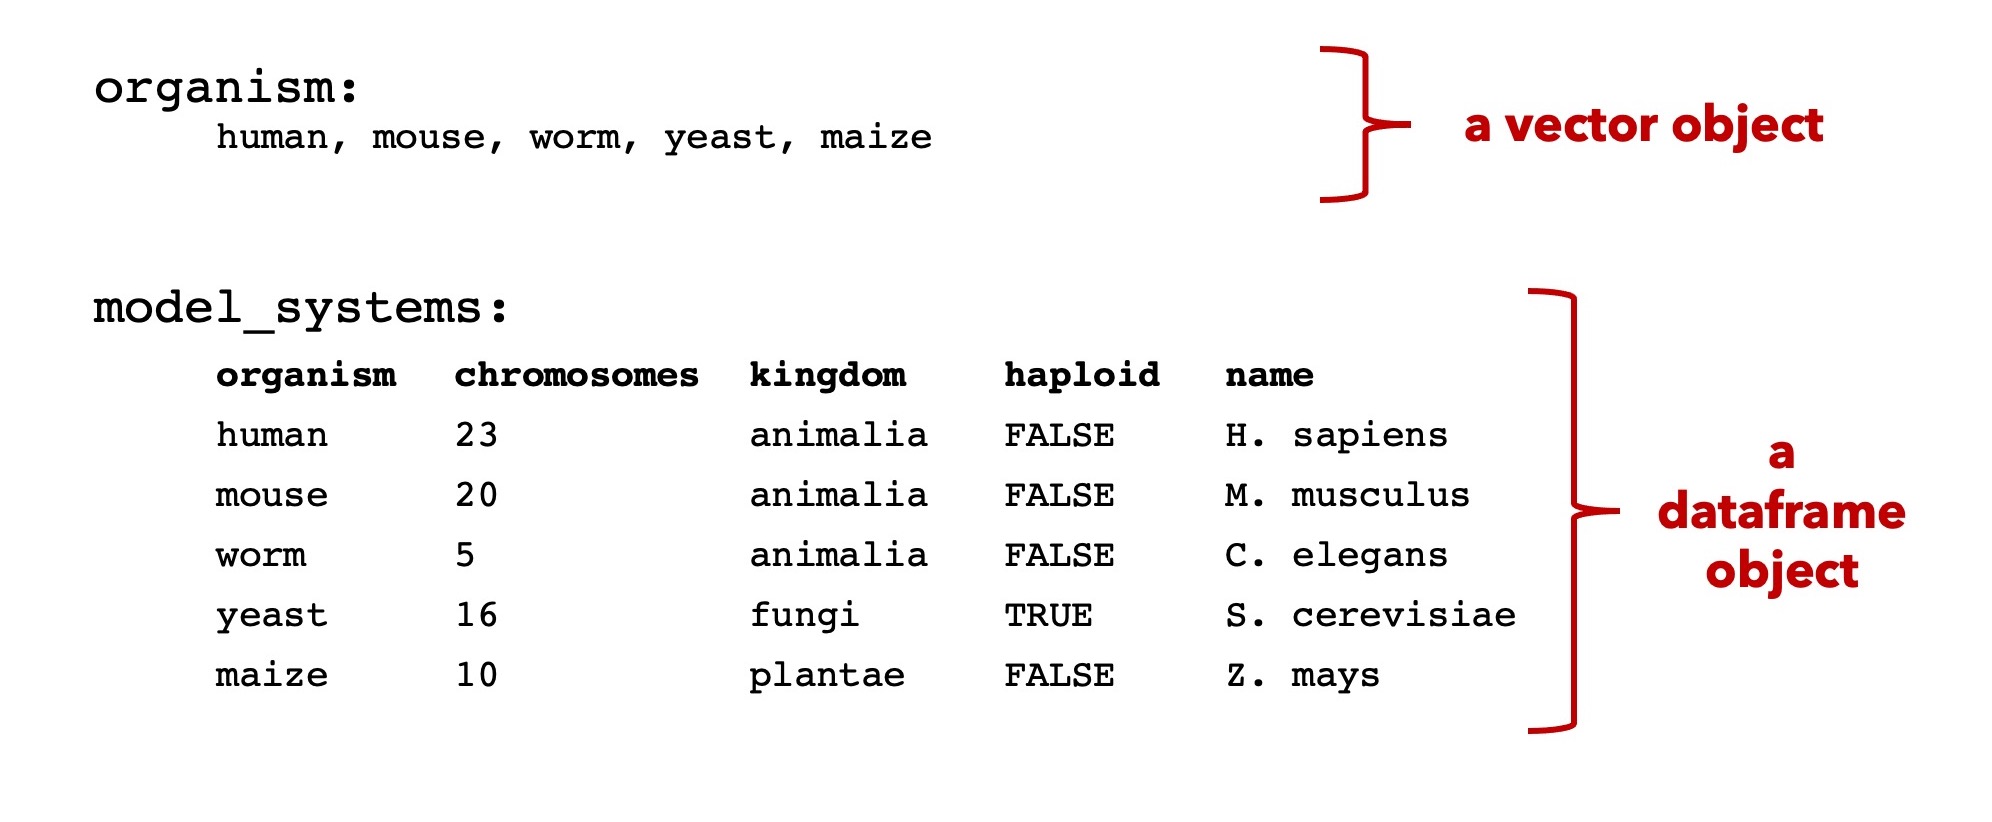 organism:
human, mouse, worm, yeast, maize
a vector object
model_systems:
organism chromosomes kingdom haploid name
human 23 animalia FALSE H. sapiens
mouse 20 animalia FALSE M. musculus
worm 5 animalia FALSE C. elegans
yeast 16 fungi TRUE S. cerevisiae
maize 10 plantae FALSE Z. mays
a
dataframe
object